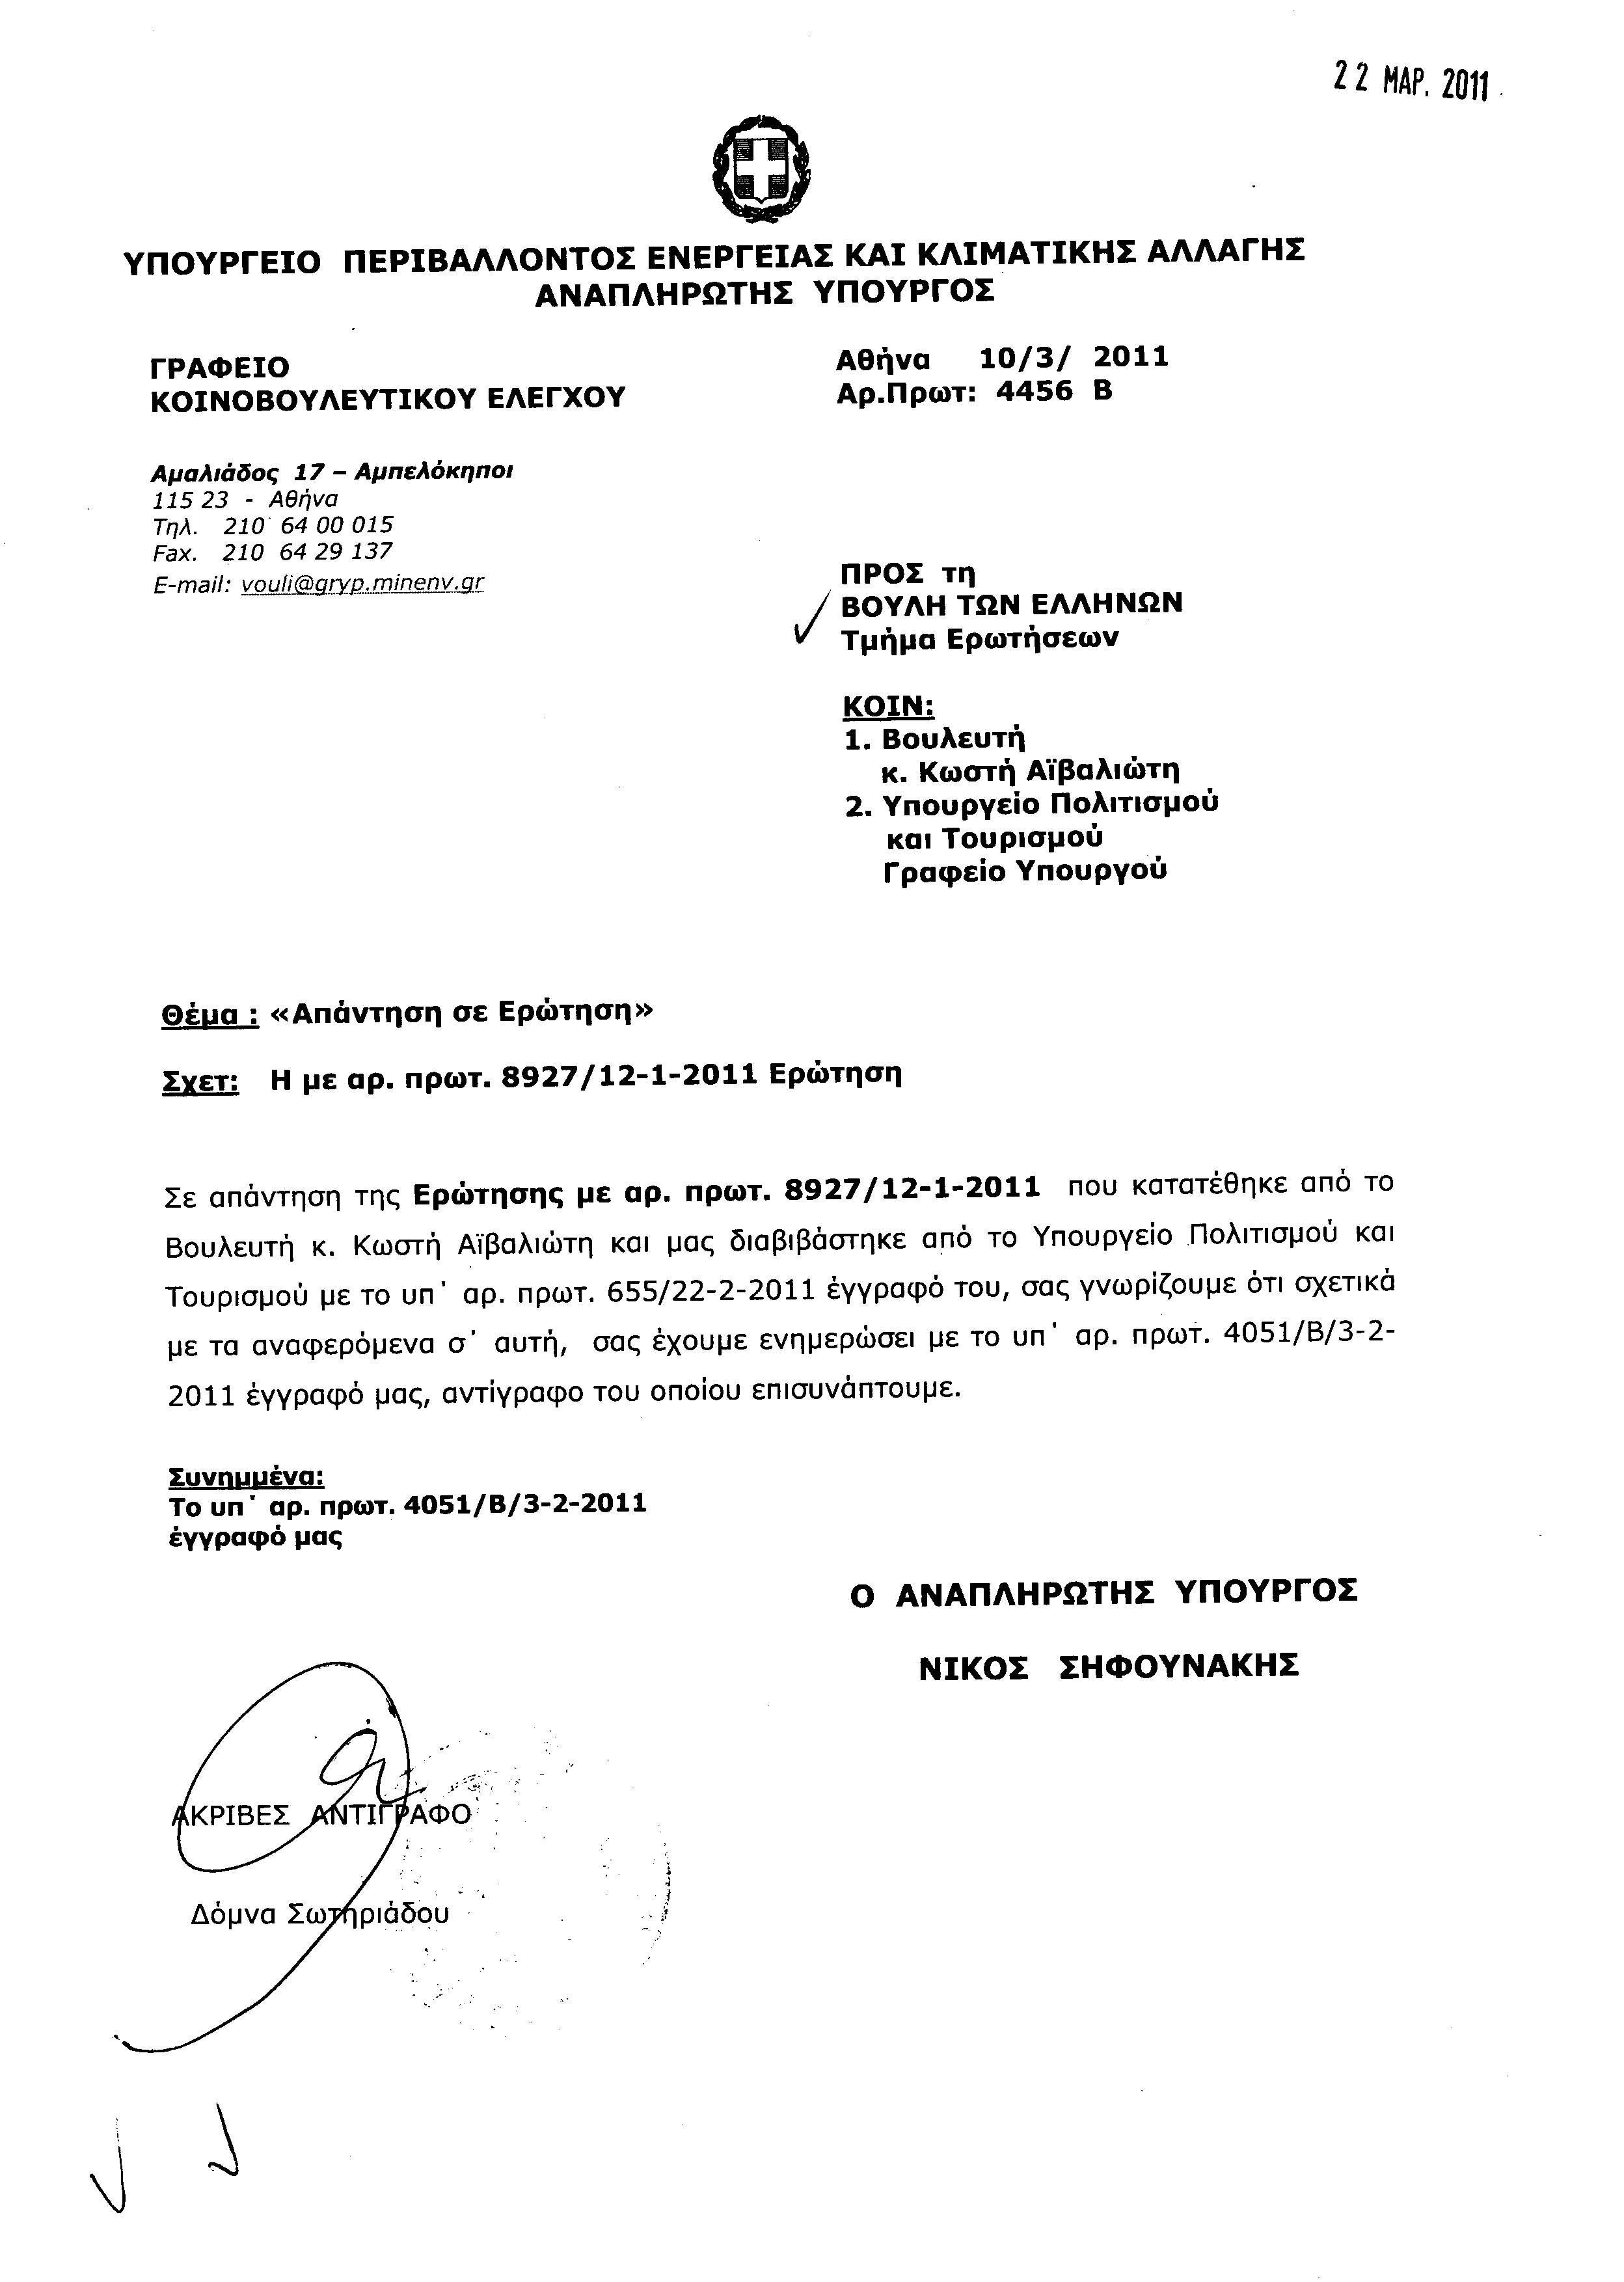 22 ΜΑΡ. 2011
ΥΠΟΥΡΓΕΙΟ ΠΕΡΙΒΑΛΛΟΝΤΟΣ ΕΝΕΡΓΕΙΑΣ ΚΑΙ ΚΛΙΜΑΤΙΚΗΣ ΑΛΛΑΓΗΣ
ΑΝΑΠΛΗΡΩΤΗΣ ΥΠΟΥΡΓΟΣ
ΓΡΑΦΕΙΟ
ΚΟΙΝΟΒΟΥΛΕΥΤΙΚΟΥ ΕΛΕΓΧΟΥ
Αθήνα 10/3/ 2011
Αρ.Πρωτ: 4456 Β
Αμαλιάδος 17 – Αμπελόκηποι
115 23 - Αθήνα
Τηλ. 210 64 00 015
Fax. 210 64 29 137
E-mail: vouli@gryp.minenv.gr
ΠΡΟΣ τη
ΒΟΥΛΗ ΤΩΝ ΕΛΛΗΝΩΝ
Τμήμα Ερωτήσεων
ΚΟΙΝ:
1. Βουλευτή
κ. Κωστή Αϊβαλιώτη
2. Υπουργείο Πολιτισμού
και Τουρισμού
Γραφείο Υπουργού
Θέμα : «Απάντηση σε Ερώτηση»
Σχετ: Η με αρ. πρωτ. 8927/12-1-2011 Ερώτηση
Σε απάντηση της Ερώτησης με αρ. πρωτ. 8927/12-1-2011 που κατατέθηκε από το
Βουλευτή κ. Κωστή Αϊβαλιώτη και μας διαβιβάστηκε από το Υπουργείο Πολιτισμού και
Τουρισμού με το υπ' αρ. πρωτ. 655/22-2-2011 έγγραφό του, σας γνωρίζουμε ότι σχετικά
με τα αναφερόμενα σ' αυτή, σας έχουμε ενημερώσει με το υπ' αρ. πρωτ. 4051/Β/3-2-
2011 έγγραφό μας, αντίγραφο του οποίου επισυνάπτουμε.
Συνημμένα:
Το υπ' αρ. πρωτ. 4051/Β/3-2-2011
έγγραφό μας
Ο ΑΝΑΠΛΗΡΩΤΗΣ ΥΠΟΥΡΓΟΣ
ΝΙΚΟΣ ΣΗΦΟΥΝΑΚΗΣ
ΑΚΡΙΒΕΣ ΑΝΤΙΓΡΑΦΟ
Δόμνα Σωτηριάδου